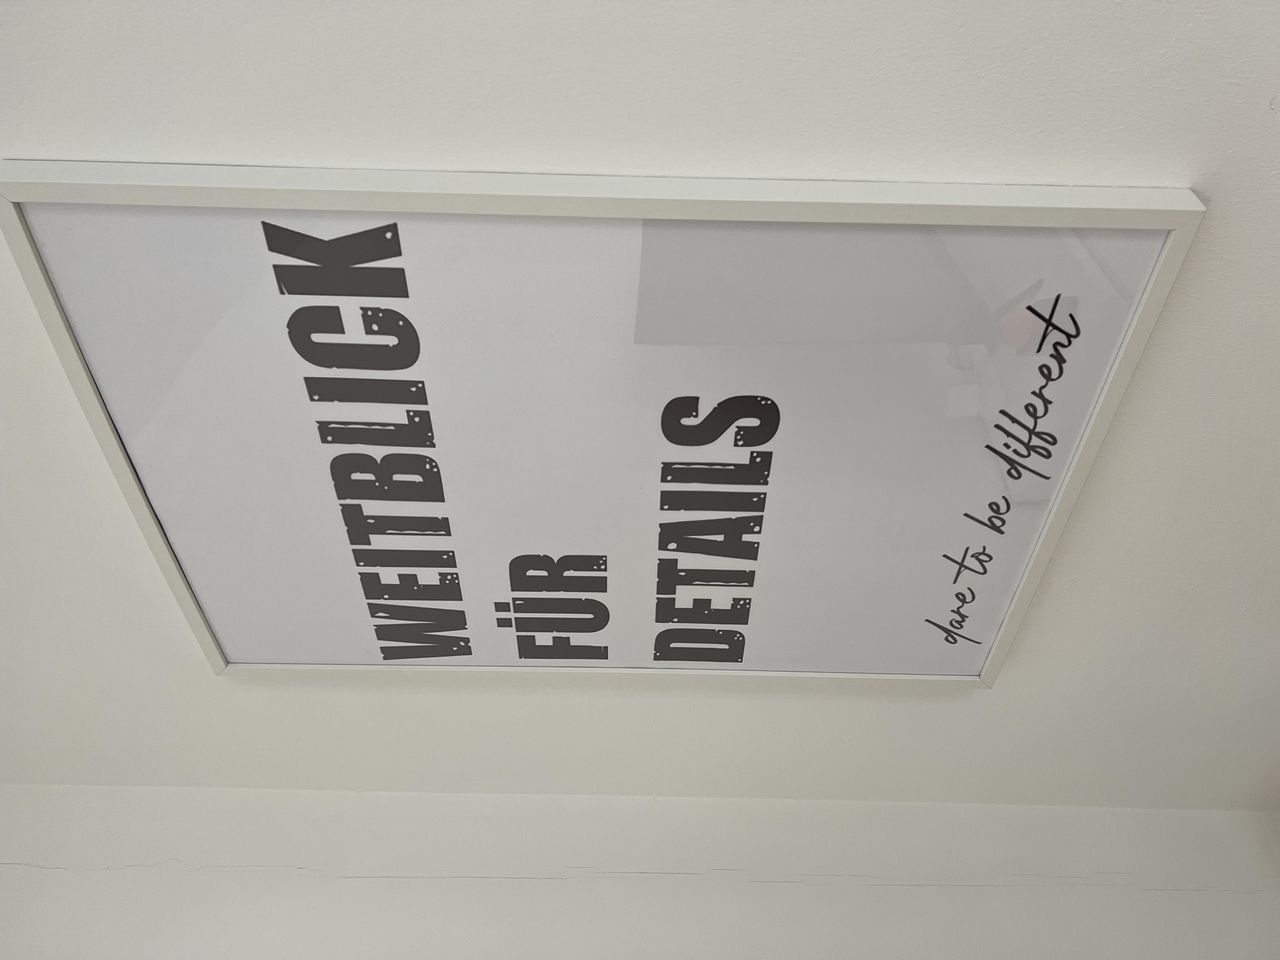 WEITBLICK
FÜR
DETAILS
dare to be different